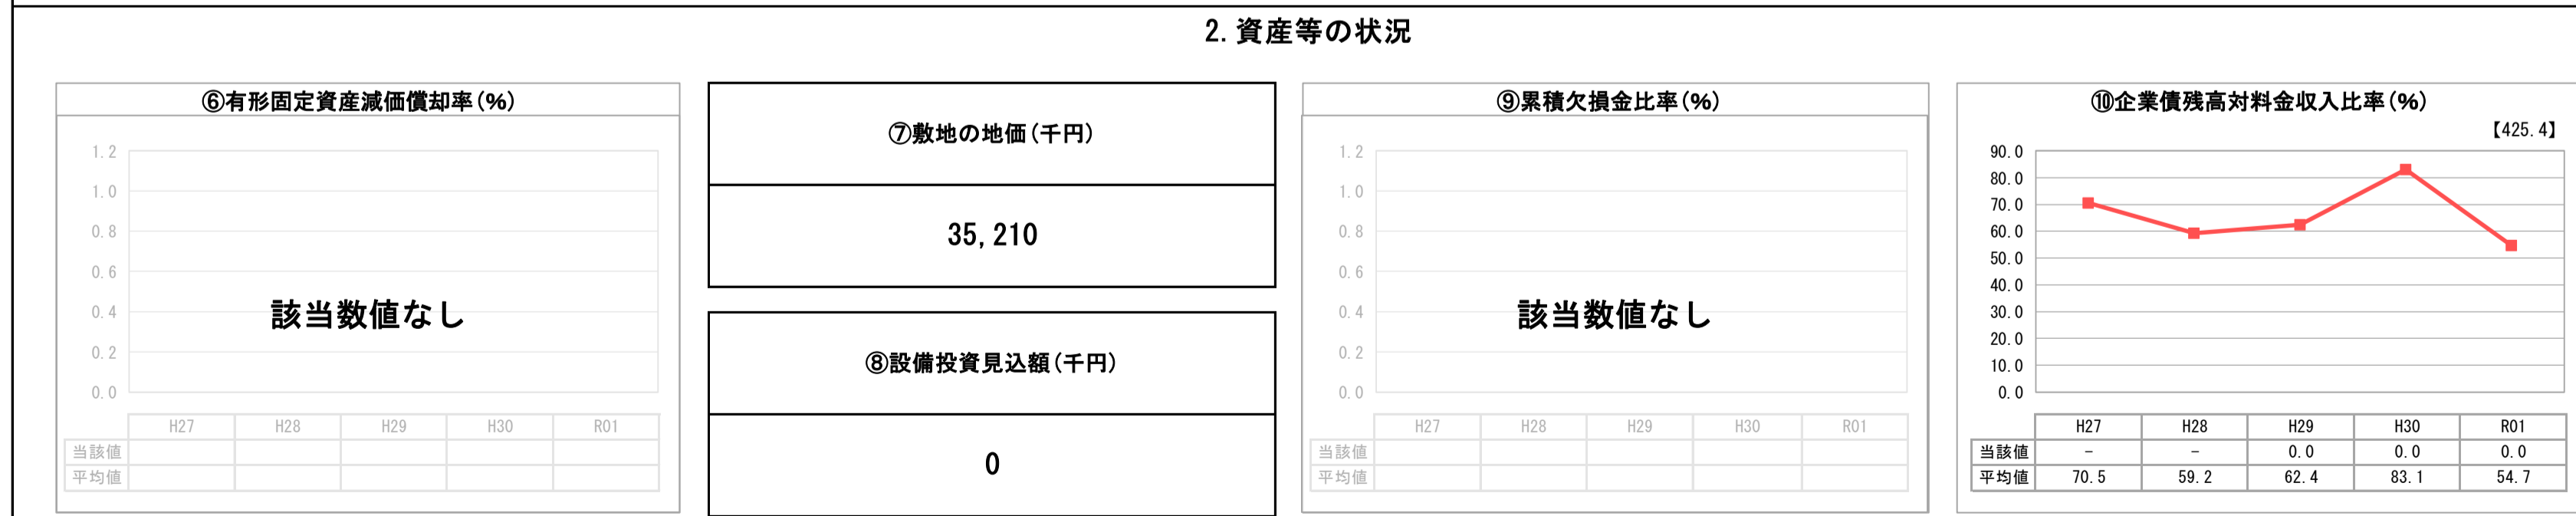 2. 資産等の状況
⑥有形固定資産減価償却率(%)
1.2
1.0
0.8
0.6
0.4
0.2
0.0
該当数値なし
H27 H28 H29 H30 R01
当該値
平均値
⑦敷地の地価(千円)
35,210
⑧設備投資見込額(千円)
0
⑨累積欠損金比率(%)
1.2
1.0
0.8
0.6
0.4
0.2
0.0
該当数値なし
H27 H28 H29 H30 R01
当該値
平均値
⑩企業債残高対料金収入比率(%)
【425.4】
90.0
80.0
70.0
60.0
50.0
40.0
30.0
20.0
10.0
0.0
H27 H28 H29 H30 R01
当該値 - - 0.0 0.0 0.0
平均値 70.5 59.2 62.4 83.1 54.7